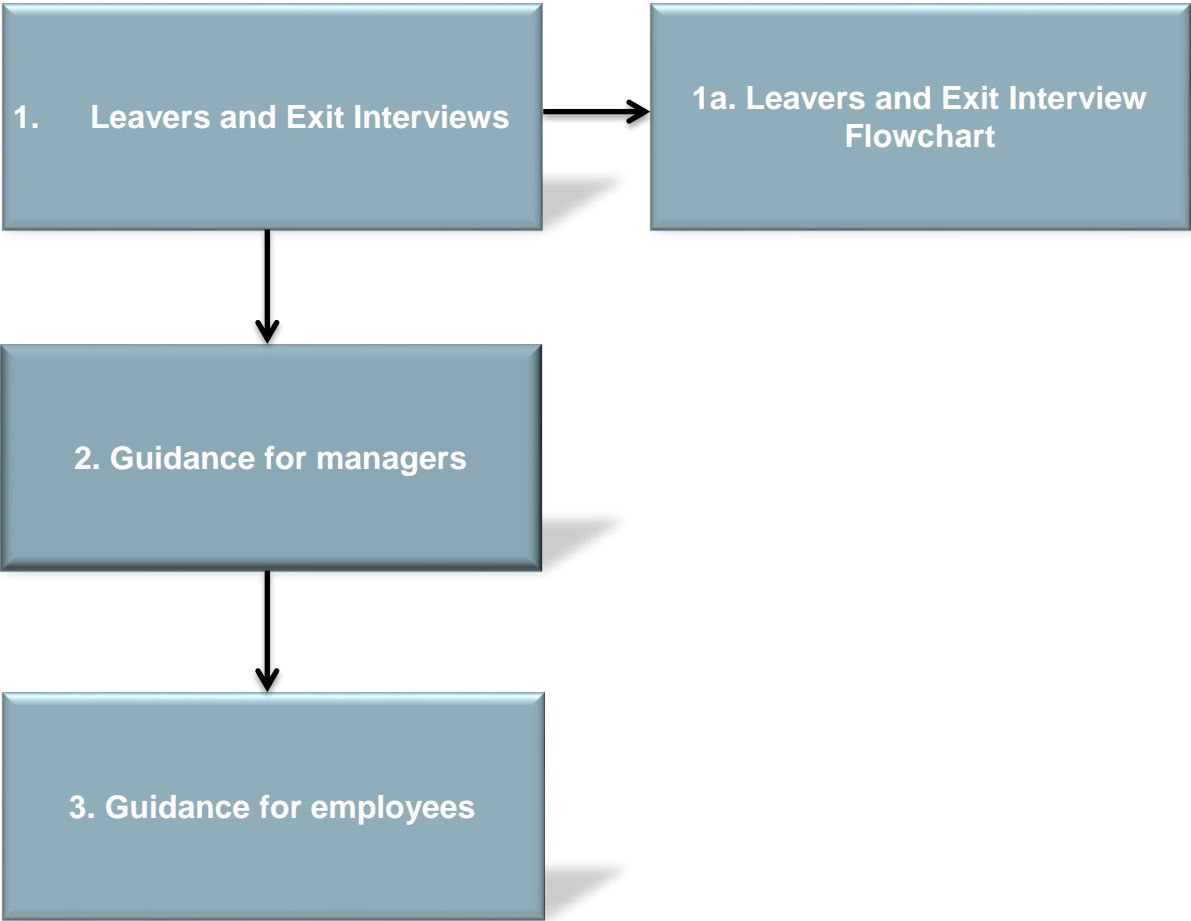 1. Leavers and Exit Interviews
1a. Leavers and Exit Interview
Flowchart
2. Guidance for managers
3. Guidance for employees